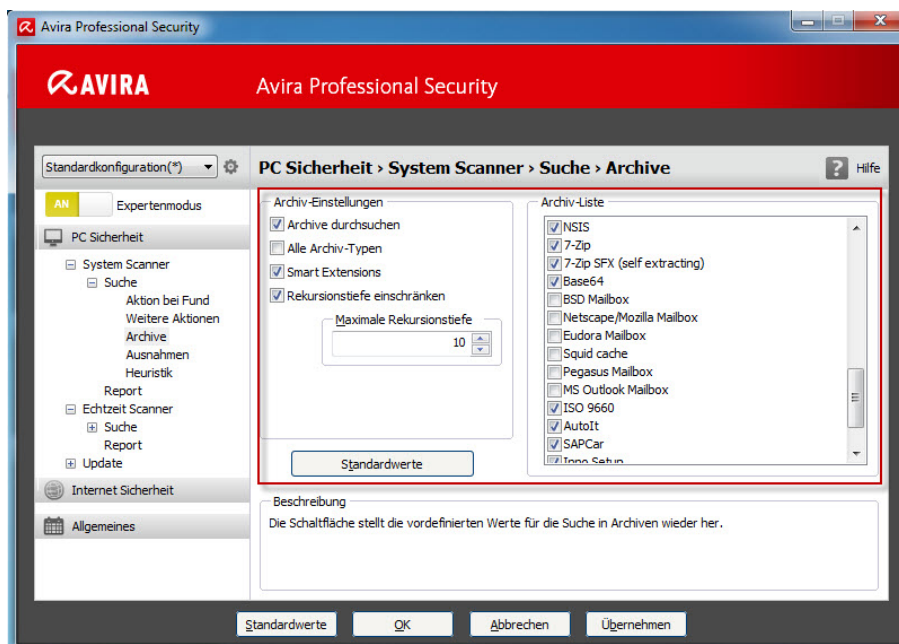 Avira Professional Security
AVIRA
Avira Professional Security
Standardkonfiguration(*)
PC Sicherheit › System Scanner › Suche › Archive
? Hilfe
AN Expertenmodus
PC Sicherheit
System Scanner
Suche
Aktion bei Fund
Weitere Aktionen
Archive
Ausnahmen
Heuristik
Report
Echtzeit Scanner
Suche
Report
Update
Internet Sicherheit
Allgemeines
Archiv-Einstellungen
Archive durchsuchen
Alle Archiv-Typen
Smart Extensions
Rekursionstiefe einschränken
Maximale Rekursionstiefe
10
Standardwerte
Archiv-Liste
NSIS
7-Zip
7-Zip SFX (self extracting)
Base64
BSD Mailbox
Netscape/Mozilla Mailbox
Eudora Mailbox
Squid cache
Pegasus Mailbox
MS Outlook Mailbox
ISO 9660
AutoIt
SAPCar
Inno Setup
Beschreibung
Die Schaltfläche stellt die vordefinierten Werte für die Suche in Archiven wieder her.
Standardwerte
OK
Abbrechen
Übernehmen